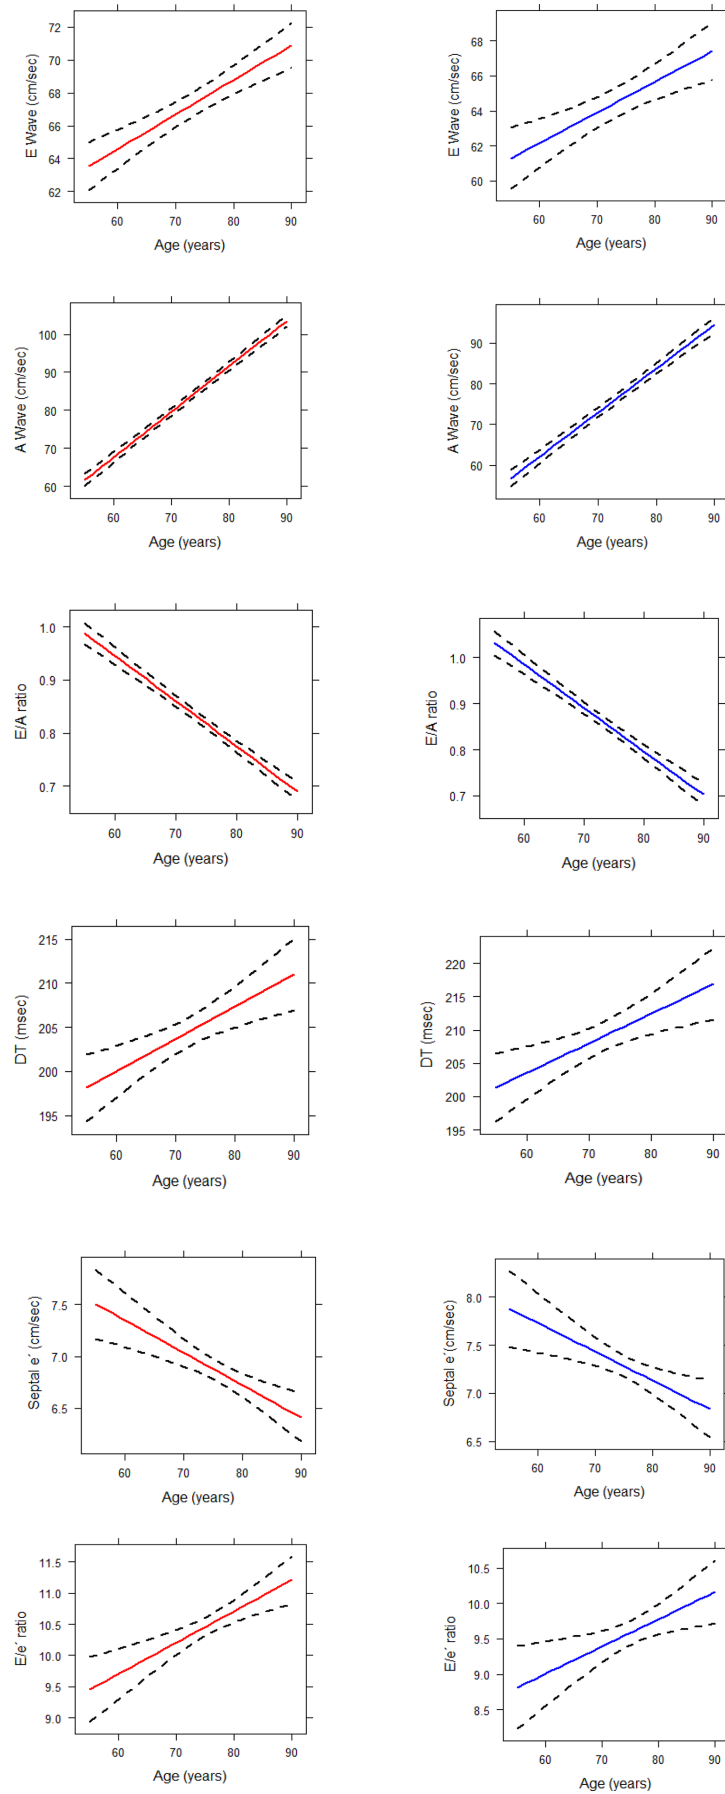 72
70
68
66
64
62
E Wave (cm/sec)
60 70 80 90
Age (years)
68
66
64
62
60
E Wave (cm/sec)
60 70 80 90
Age (years)
100
90
80
70
60
A Wave (cm/sec)
60 70 80 90
Age (years)
90
80
70
60
A Wave (cm/sec)
60 70 80 90
Age (years)
1.0
0.9
0.8
0.7
E/A ratio
60 70 80 90
Age (years)
1.0
0.9
0.8
0.7
E/A ratio
60 70 80 90
Age (years)
215
210
205
200
195
DT (msec)
60 70 80 90
Age (years)
220
215
210
205
200
195
DT (msec)
60 70 80 90
Age (years)
7.5
7.0
6.5
Septal e´ (cm/sec)
60 70 80 90
Age (years)
8.0
7.5
7.0
6.5
Septal e´(cm/sec)
60 70 80 90
Age (years)
11.5
11.0
10.5
10.0
9.5
9.0
E/e´ ratio
60 70 80 90
Age (years)
10.5
10.0
9.5
9.0
8.5
E/e´ ratio
60 70 80 90
Age (years)